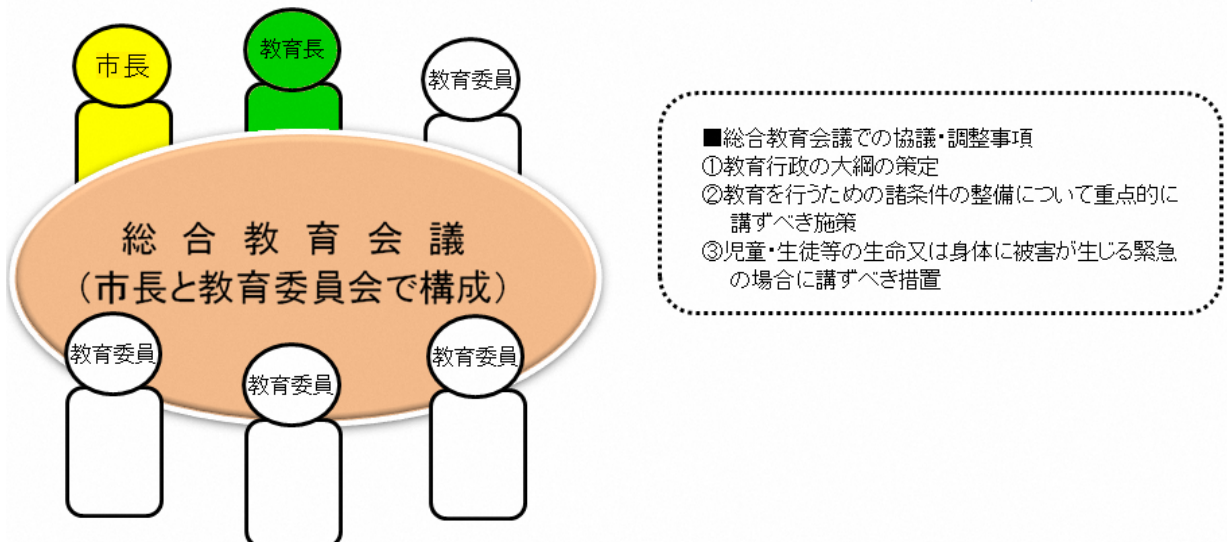 市長
教育長
教育委員
総合教育会議
（市長と教育委員会で構成）
教育委員
教育委員
教育委員
■総合教育会議での協議・調整事項
①教育行政の大綱の策定
②教育を行うための諸条件の整備について重点的に
講ずべき施策
③児童・生徒等の生命又は身体に被害が生じる緊急
の場合に講ずべき措置